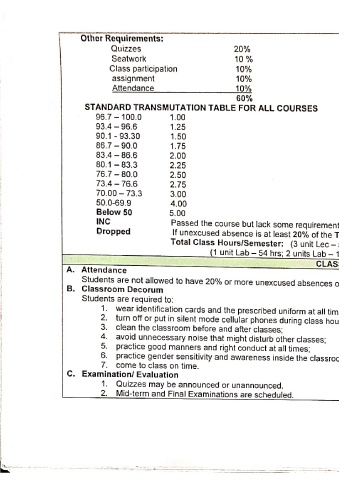 Other Requirements:
Quizzes 20%
Seatwork 10 %
Class participation 10%
assignment 10%
Attendance 10%
60%
STANDARD TRANSMUTATION TABLE FOR ALL COURSES
96.7 – 100.0 1.00
93.4 – 96.6 1.25
90.1 - 93.30 1.50
86.7 – 90.0 1.75
83.4 – 86.6 2.00
80.1 – 83.3 2.25
76.7 – 80.0 2.50
73.4 – 76.6 2.75
70.00 – 73.3 3.00
50.0-69.9 4.00
Below 50 5.00
INC Passed the course but lack some requirement
Dropped If unexcused absence is at least 20% of the T
Total Class Hours/Semester: (3 unit Lec –
(1 unit Lab – 54 hrs; 2 units Lab – 1
CLAS
A. Attendance
Students are not allowed to have 20% or more unexcused absences o
B. Classroom Decorum
Students are required to:
1. wear identification cards and the prescribed uniform at all tim
2. turn off or put in silent mode cellular phones during class hou
3. clean the classroom before and after classes;
4. avoid unnecessary noise that might disturb other classes;
5. practice good manners and right conduct at all times;
6. practice gender sensitivity and awareness inside the classroo
7. come to class on time.
C. Examination/ Evaluation
1. Quizzes may be announced or unannounced.
2. Mid-term and Final Examinations are scheduled.